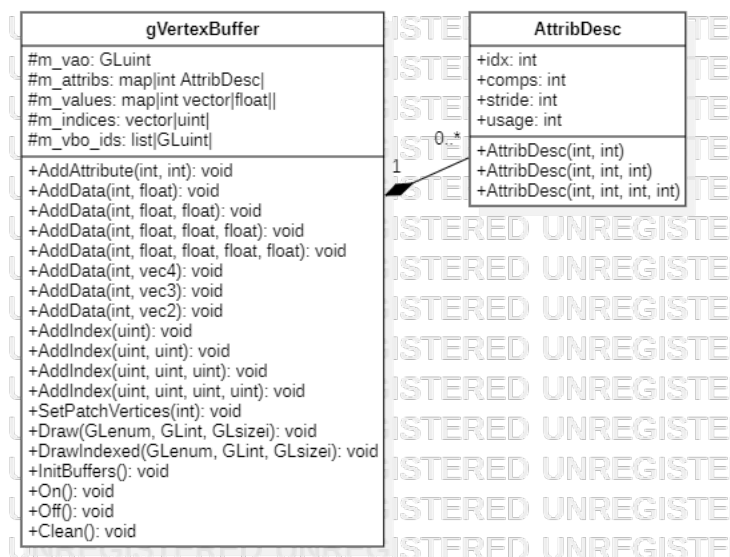 gVertexBuffer
#m_vao: GLuint
#m_attribs: map|int AttribDesc|
#m_values: map|int vector|float||
#m_indices: vector|uint|
#m_vbo_ids: list|GLuint|
+AddAttribute(int, int): void
+AddData(int, float): void
+AddData(int, float, float): void
+AddData(int, float, float, float): void
+AddData(int, float, float, float, float): void
+AddData(int, vec4): void
+AddData(int, vec3): void
+AddData(int, vec2): void
+AddIndex(uint): void
+AddIndex(uint, uint): void
+AddIndex(uint, uint, uint): void
+AddIndex(uint, uint, uint, uint): void
+SetPatchVertices(int): void
+Draw(GLenum, GLint, GLsizei): void
+DrawIndexed(GLenum, GLint, GLsizei): void
+InitBuffers(): void
+On(): void
+Off(): void
+Clean(): void
1
0..*
AttribDesc
+idx: int
+comps: int
+stride: int
+usage: int
+AttribDesc(int, int)
+AttribDesc(int, int, int)
+AttribDesc(int, int, int, int)
UNREGISTERED UNREGISTE